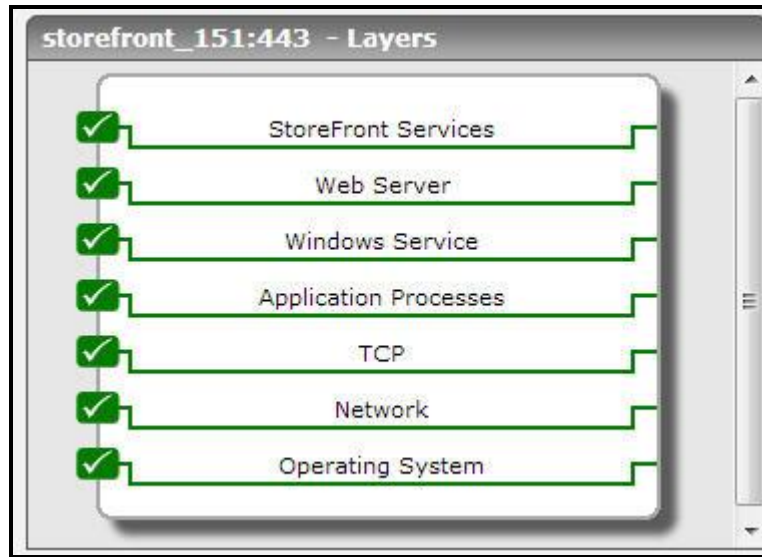 storefront_151:443 - Layers
StoreFront Services
Web Server
Windows Service
Application Processes
TCP
Network
Operating System